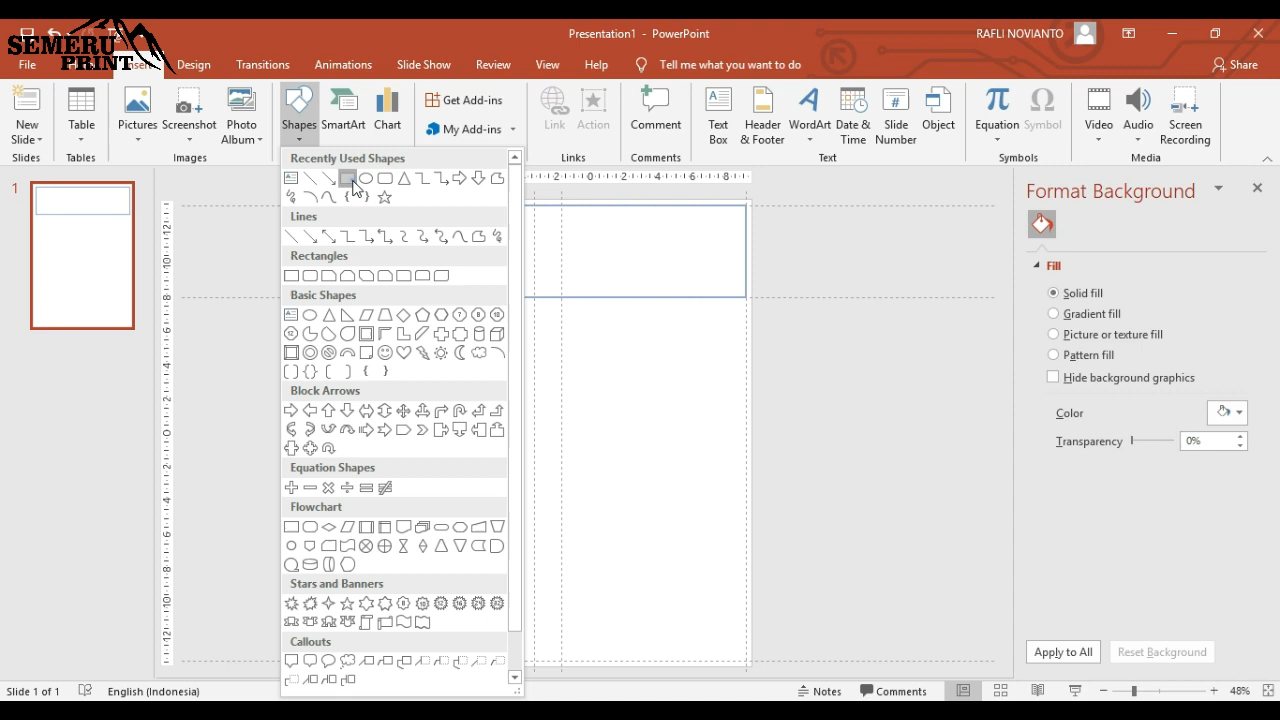 SEMERU
PRINT
Presentation1 - PowerPoint
RAFLI NOVIANTO
File
Insert
Design
Transitions
Animations
Slide Show
Review
View
Help
Tell me what you want to do
Share
New Slide
Table
Pictures
Screenshot
Photo Album
Shapes
SmartArt
Chart
Get Add-ins
My Add-ins
Link
Action
Comment
Text Box
Header & Footer
WordArt
Date & Time
Slide Number
Object
Equation
Symbol
Video
Audio
Screen Recording
Slides
Tables
Images
Links
Comments
Text
Symbols
Media
Recently Used Shapes
Lines
Rectangles
Basic Shapes
Block Arrows
Equation Shapes
Flowchart
Stars and Banners
Callouts
1
Format Background
Fill
Solid fill
Gradient fill
Picture or texture fill
Pattern fill
Hide background graphics
Color
Transparency
0%
Apply to All
Reset Background
Slide 1 of 1
English (Indonesia)
Notes
Comments
48%